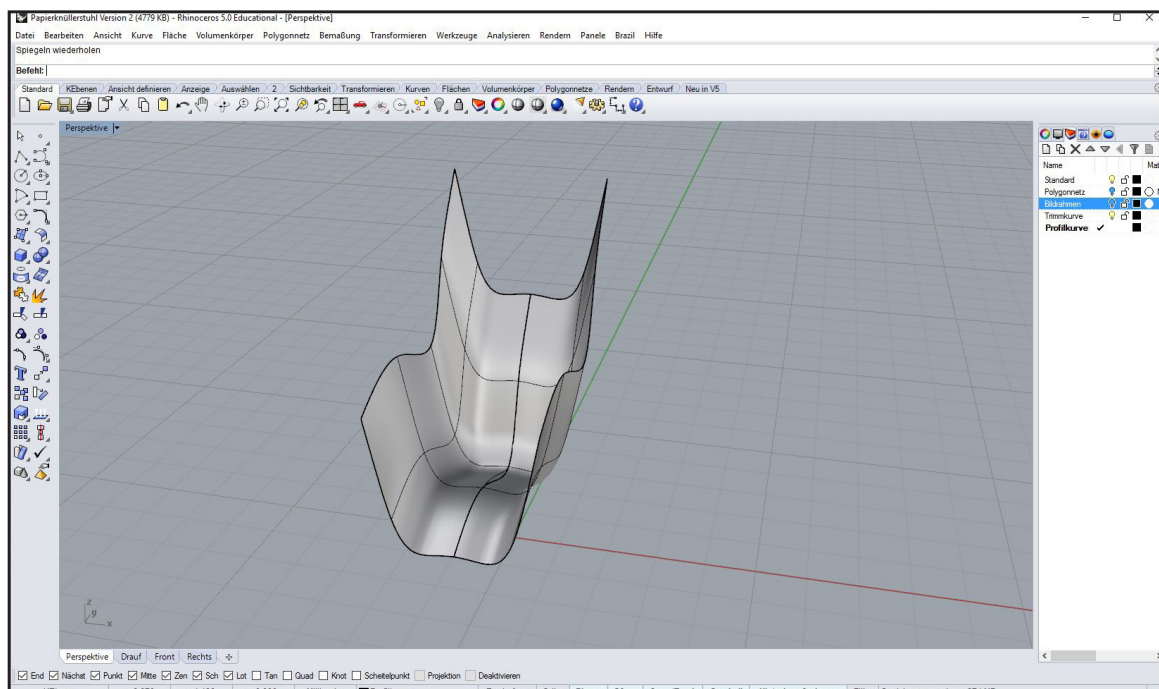 Papierknüllerstuhl Version 2 (4779 KB) - Rhinoceros 5.0 Educational - [Perspektive]
Datei Bearbeiten Ansicht Kurve Fläche Volumenkörper Polygonnetz Bemaßung Transformieren Werkzeuge Analysieren Rendern Panele Brazil Hilfe
Spiegeln wiederholen
Befehl:
Standard KEbenen Ansicht definieren Anzeige Auswählen 2 Sichtbarkeit Transformieren Kurven Flächen Volumenkörper Polygonnetze Rendern Entwurf Neu in V5
Perspektive
Name Mat
Standard
Polygonnetz
Bildrahmen
Trimmkurve
Profilkurve
z
y
x
Perspektive Drauf Front Rechts
End Nächst Punkt Mitte Zen Sch Lot Tan Quad Knot Scheitelpunkt Projektion Deaktivieren